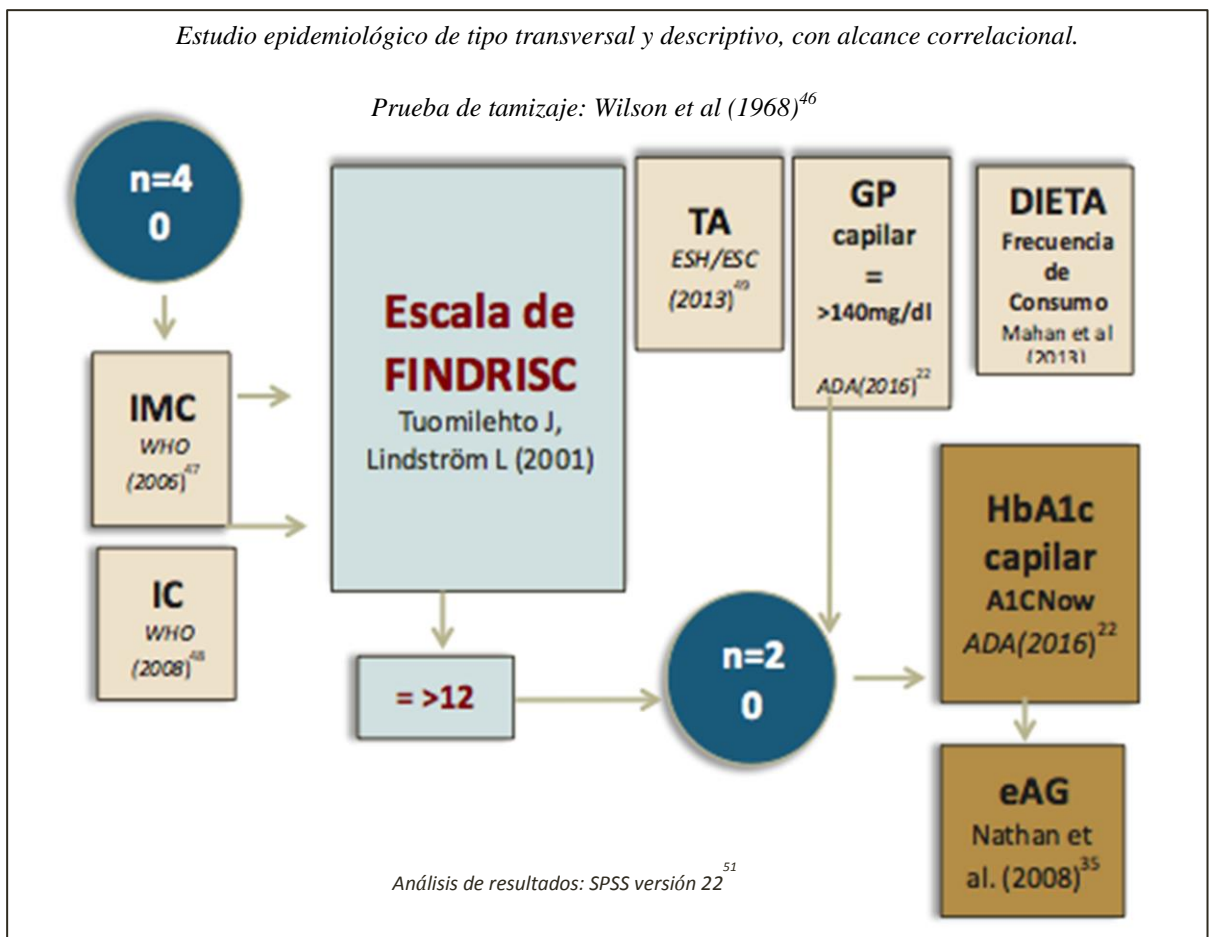 Estudio epidemiológico de tipo transversal y descriptivo, con alcance correlacional.
Prueba de tamizaje: Wilson et al (1968)46
n=4
0
IMC
WHO
(2006)47
IC
WHO
(2008)48
Escala de
FINDRISC
Tuomilehto J,
Lindström L (2001)
= >12
TA
ESH/ESC
(2013)49
GP
capilar
=
>140mg/dl
ADA(2016)22
DIETA
Frecuencia
de
Consumo
Mahan et al
(2013)
n=2
0
HbA1c
capilar
A1CNow
ADA(2016)22
eAG
Nathan et
al. (2008)35
Análisis de resultados: SPSS versión 2251